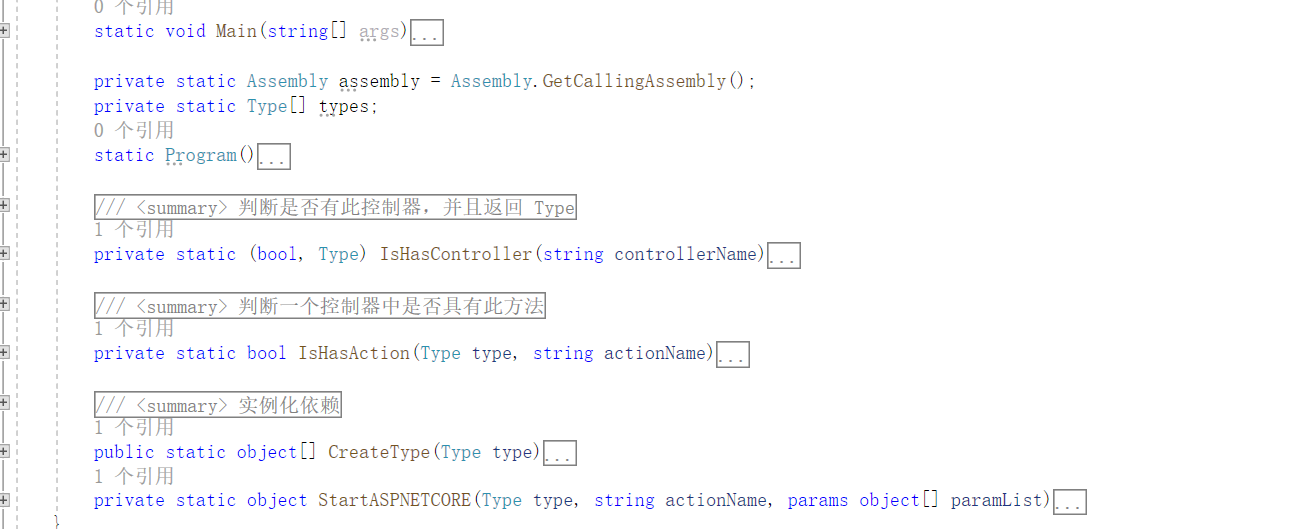 0 个引用
static void Main(string[] args)...
private static Assembly assembly = Assembly.GetCallingAssembly();
private static Type[] types;
0 个引用
static Program()...
/// <summary> 判断是否有此控制器，并且返回 Type
1 个引用
private static (bool, Type) IsHasController(string controllerName)...
/// <summary> 判断一个控制器中是否具有此方法
1 个引用
private static bool IsHasAction(Type type, string actionName)...
/// <summary> 实例化依赖
1 个引用
public static object[] CreateType(Type type)...
1 个引用
private static object StartASPNETCORE(Type type, string actionName, params object[] paramList)...
}